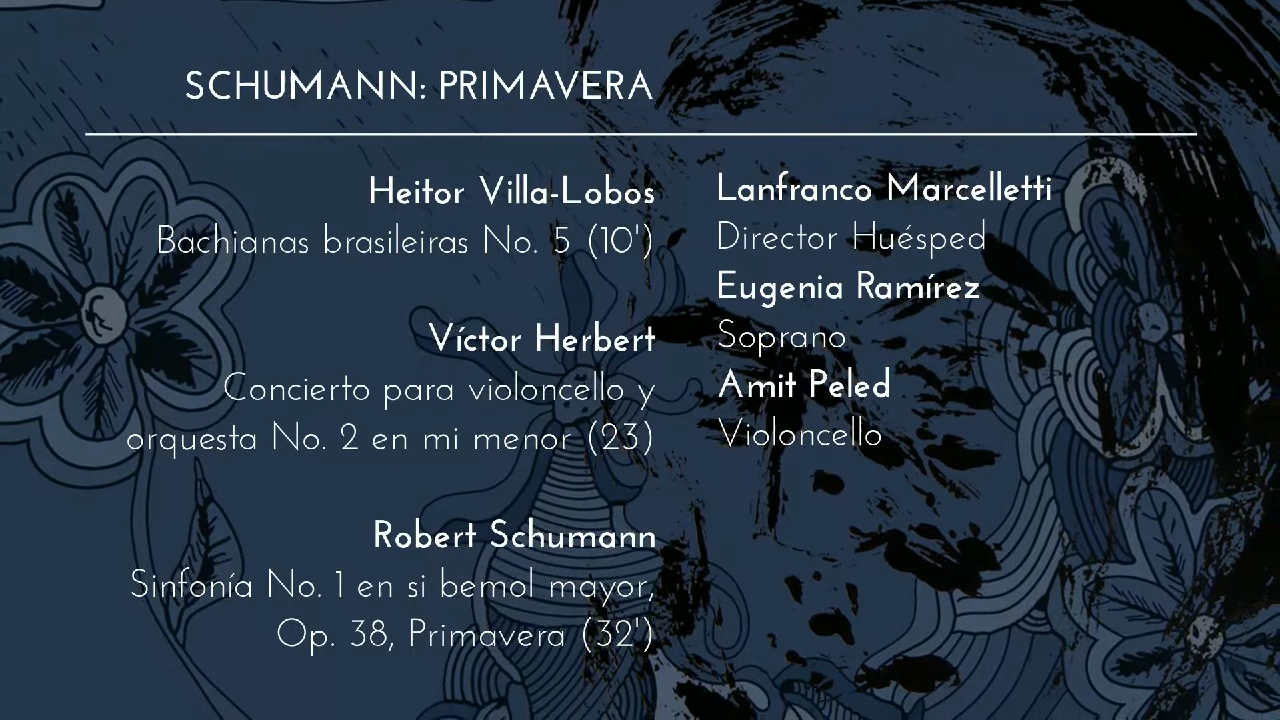 SCHUMANN: PRIMAVERA
Heitor Villa-Lobos
Bachianas brasileiras No. 5 (10')
Víctor Herbert
Concierto para violoncello y
orquesta No. 2 en mi menor (23)
Robert Schumann
Sinfonía No. 1 en si bemol mayor,
Op. 38, Primavera (32')
Lanfranco Marcelletti
Director Huésped
Eugenia Ramírez
Soprano
Amit Peled
Violoncello